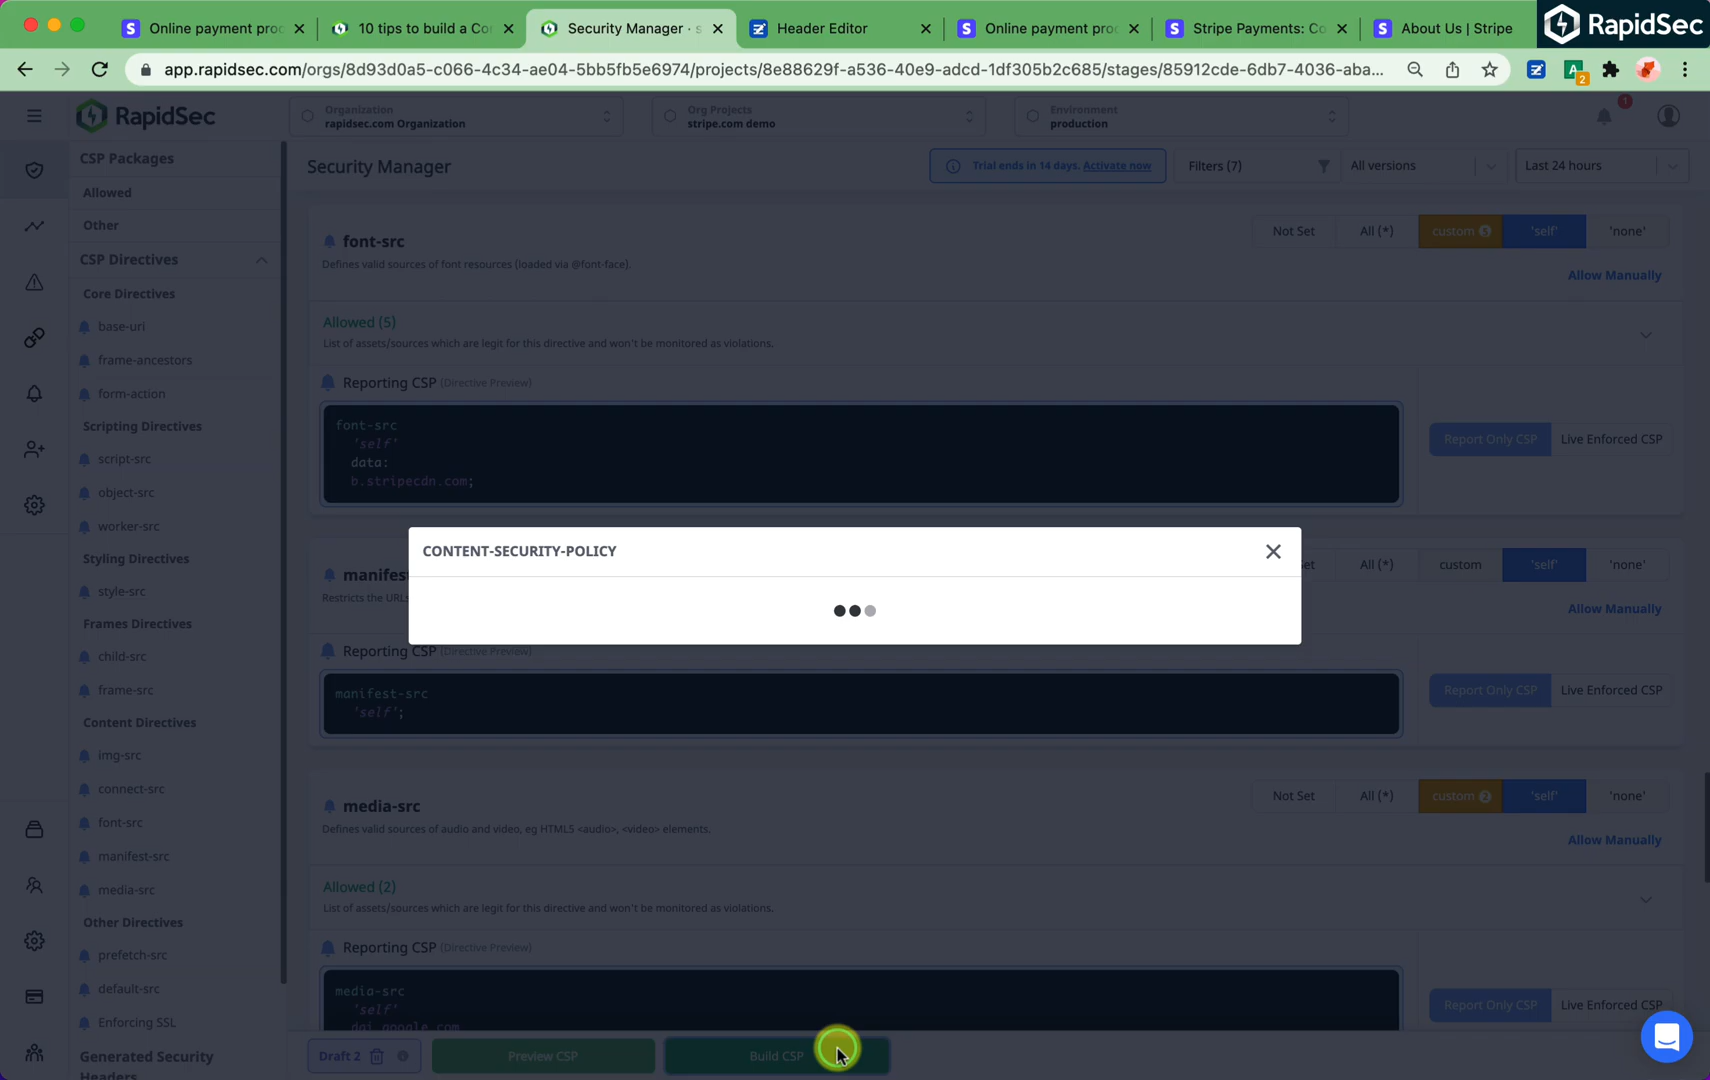 Online payment proc
10 tips to build a Con
Security Manager · s
Header Editor
Online payment proc
Stripe Payments: Co
About Us | Stripe
RapidSec
app.rapidsec.com/orgs/8d93d0a5-c066-4c34-ae04-5bb5fb5e6974/projects/8e88629f-a536-40e9-adcd-1df305b2c685/stages/85912cde-6db7-4036-aba...
2
RapidSec
Organization
rapidsec.com Organization
Org Projects
stripe.com demo
Environment
production
1
CSP Packages
Allowed
Other
CSP Directives
Core Directives
base-uri
frame-ancestors
form-action
Scripting Directives
script-src
object-src
worker-src
Styling Directives
style-src
Frames Directives
child-src
frame-src
Content Directives
img-src
connect-src
font-src
manifest-src
media-src
Other Directives
prefetch-src
default-src
Enforcing SSL
Generated Security
Headers
Security Manager
Trial ends in 14 days. Activate now
Filters (7)
All versions
Last 24 hours
font-src
Defines valid sources of font resources (loaded via @font-face).
Not Set
All (*)
custom 5
'self'
'none'
Allow Manually
Allowed (5)
List of assets/sources which are legit for this directive and won't be monitored as violations.
Reporting CSP (Directive Preview)
font-src
'self'
data:
b.stripecdn.com;
Report Only CSP
Live Enforced CSP
CONTENT-SECURITY-POLICY
manifest
Restricts the URLs
et
All (*)
custom
'self'
'none'
Allow Manually
Reporting CSP (Directive Preview)
manifest-src
'self';
Report Only CSP
Live Enforced CSP
media-src
Defines valid sources of audio and video, eg HTML5 <audio>, <video> elements.
Not Set
All (*)
custom 2
'self'
'none'
Allow Manually
Allowed (2)
List of assets/sources which are legit for this directive and won't be monitored as violations.
Reporting CSP (Directive Preview)
media-src
'self'
dai.google.com
Report Only CSP
Live Enforced CSP
Draft 2
Preview CSP
Build CSP